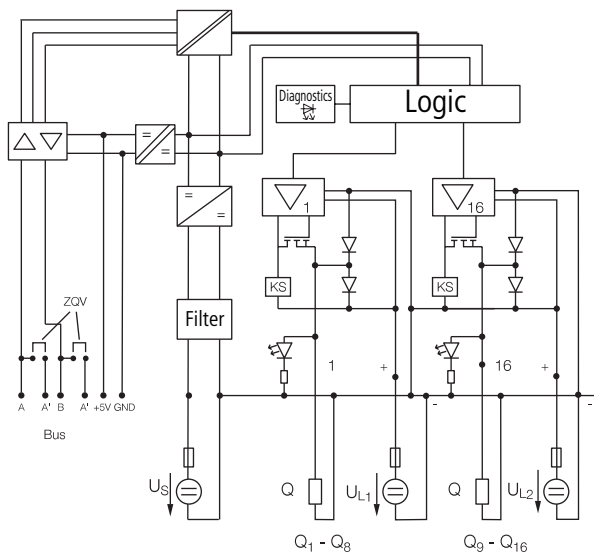 Diagnostics
Logic
=
=
=
=
1
16
KS
KS
ZQV
Filter
1
+
16
+
A
A'
B
A'
+5V
GND
-
-
Bus
US
Q
UL1
Q
UL2
Q1 - Q8
Q9 - Q16